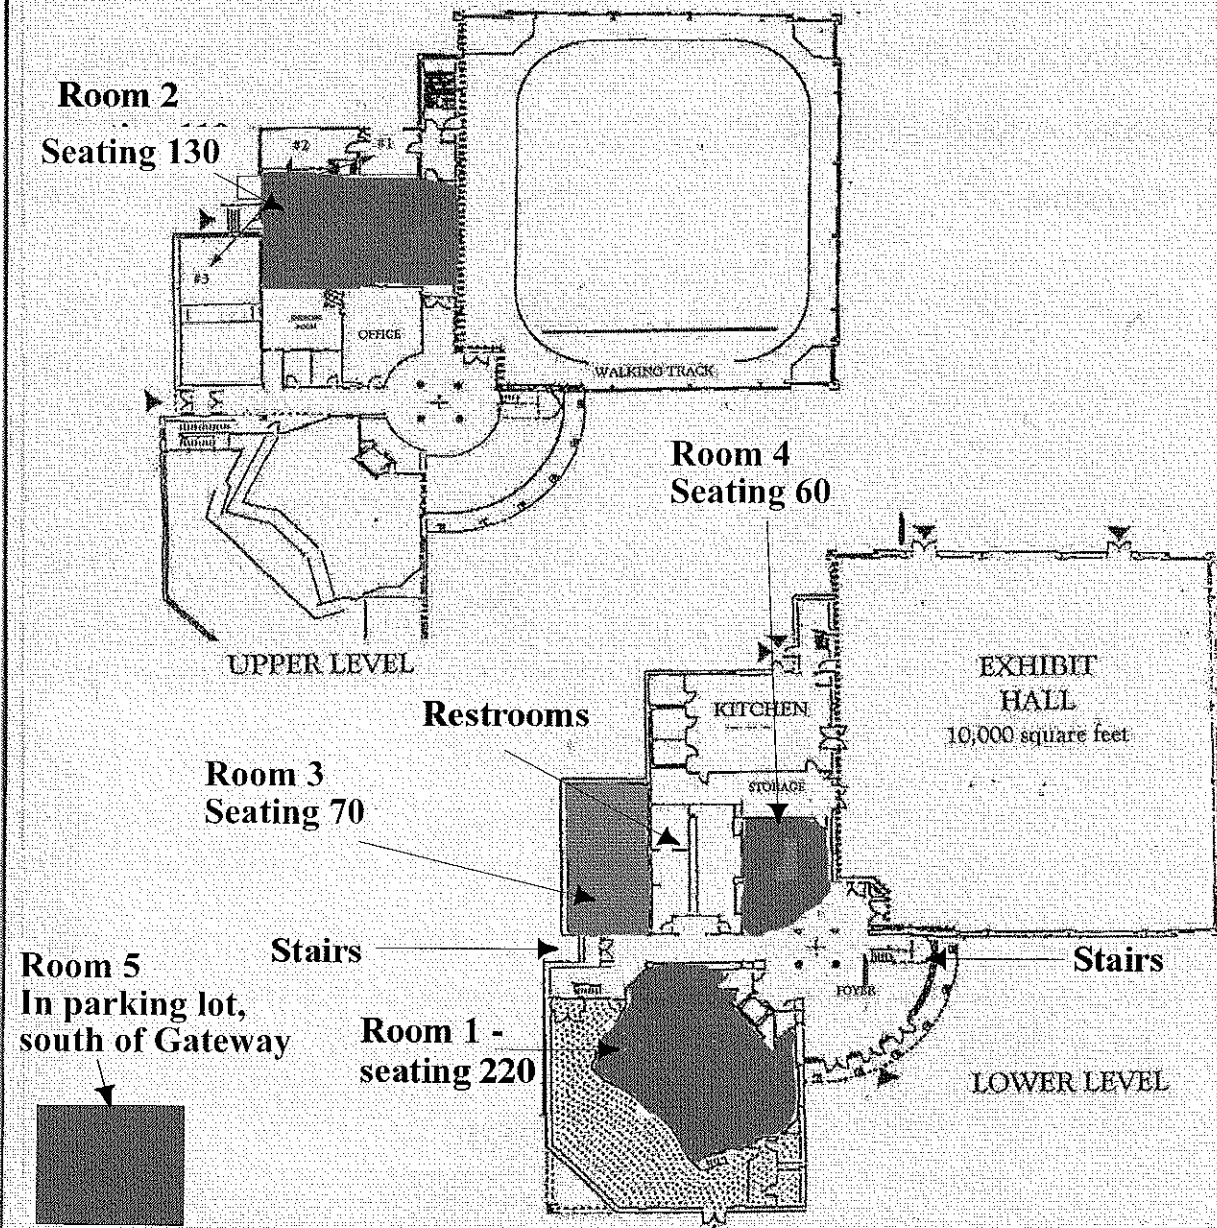 Room 2
Seating 130
#2
#1
#3
OFFICE
WALKING TRACK
UPPER LEVEL
Room 4
Seating 60
EXHIBIT
HALL
10,000 square feet
KITCHEN
Restrooms
STORAGE
Room 3
Seating 70
Stairs
Stairs
FOYER
Room 5
In parking lot,
south of Gateway
Room 1 -
seating 220
LOWER LEVEL